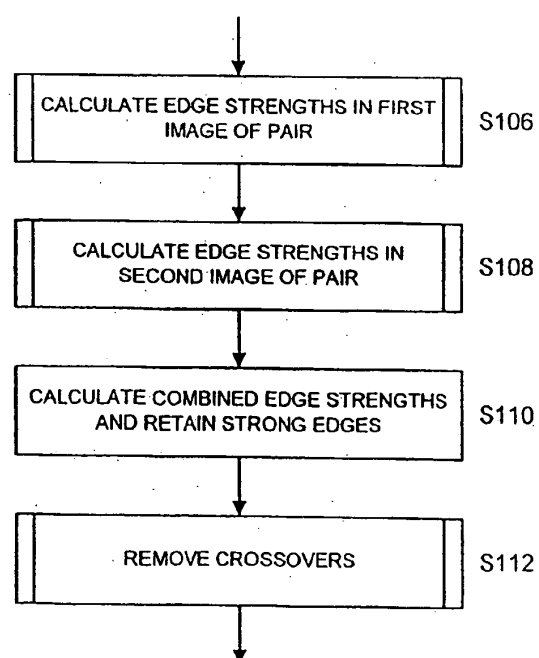 CALCULATE EDGE STRENGTHS IN FIRST
IMAGE OF PAIR
S106
CALCULATE EDGE STRENGTHS IN
SECOND IMAGE OF PAIR
S108
CALCULATE COMBINED EDGE STRENGTHS
AND RETAIN STRONG EDGES
S110
REMOVE CROSSOVERS
S112